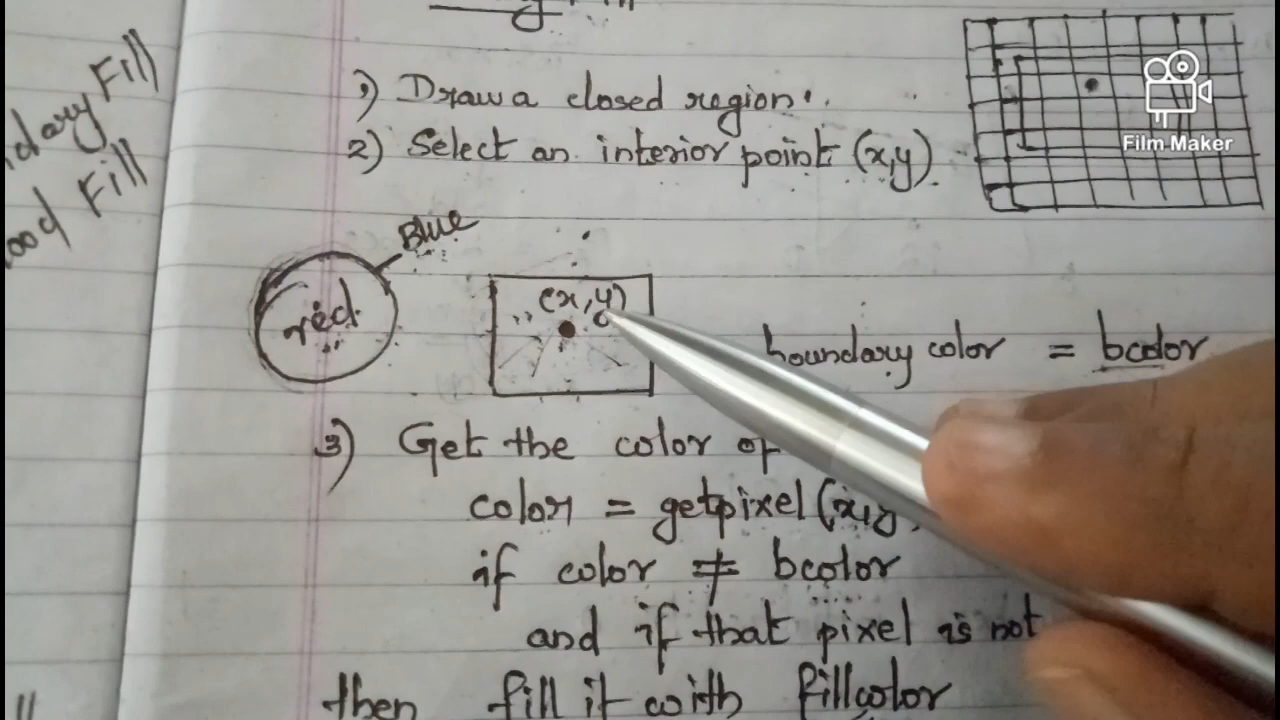 Fill
1) Draw a closed region.
2) Select an interior point (x,y)
Fill
Fill
Film Maker
Blue
red
(x,y)
boundary color = bcolor
3) Get the color of
color = getpixel(x,y)
if color ≠ bcolor
and if that pixel is not
then fill it with fillcolor